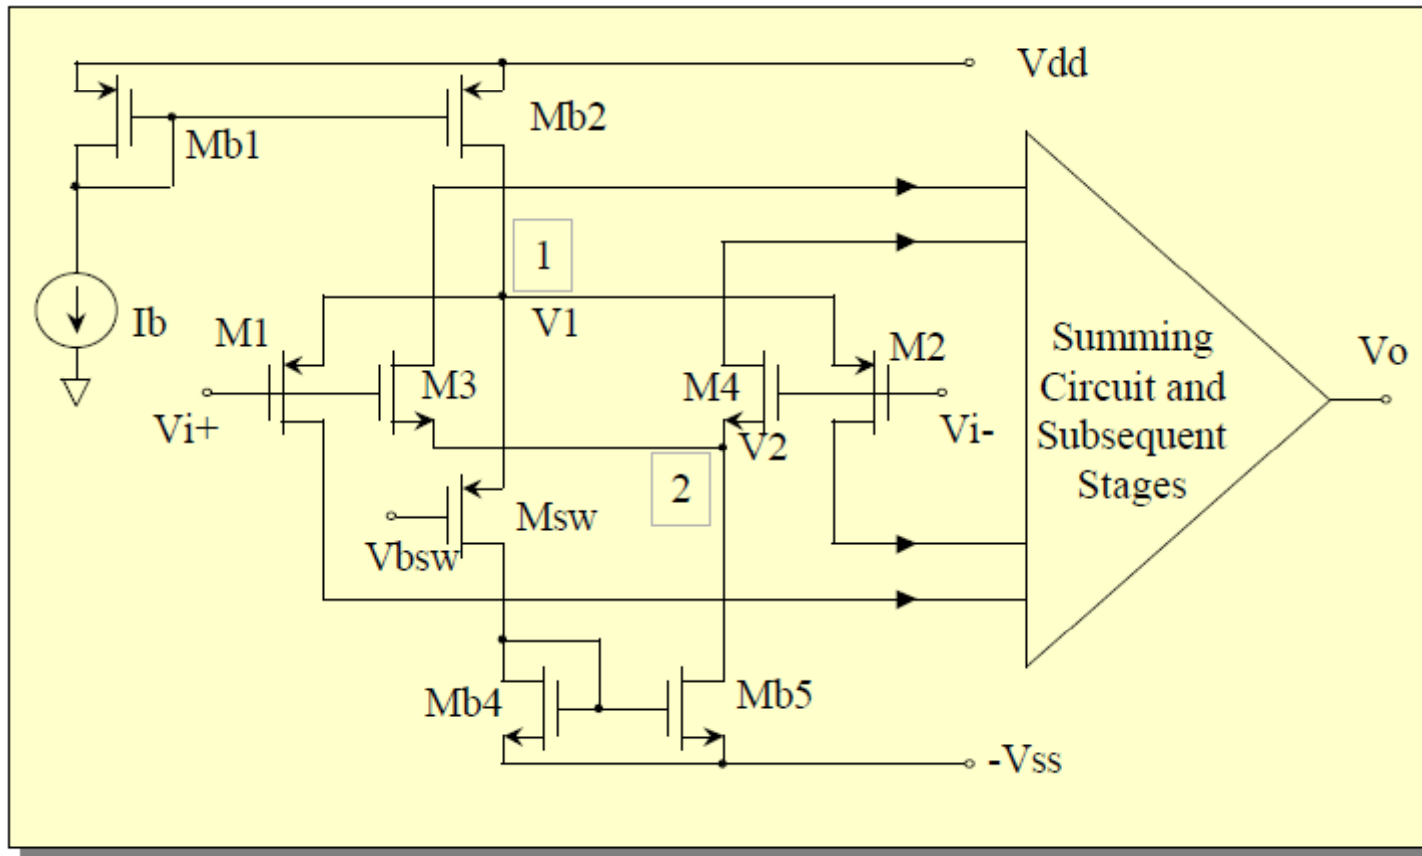 Vdd
Mb1
Mb2
1
Ib
M1
V1
M2
M3
M4
Vi+
V2
Vi-
2
Msw
Vbsw
Summing
Circuit and
Subsequent
Stages
Vo
Mb4
Mb5
-Vss